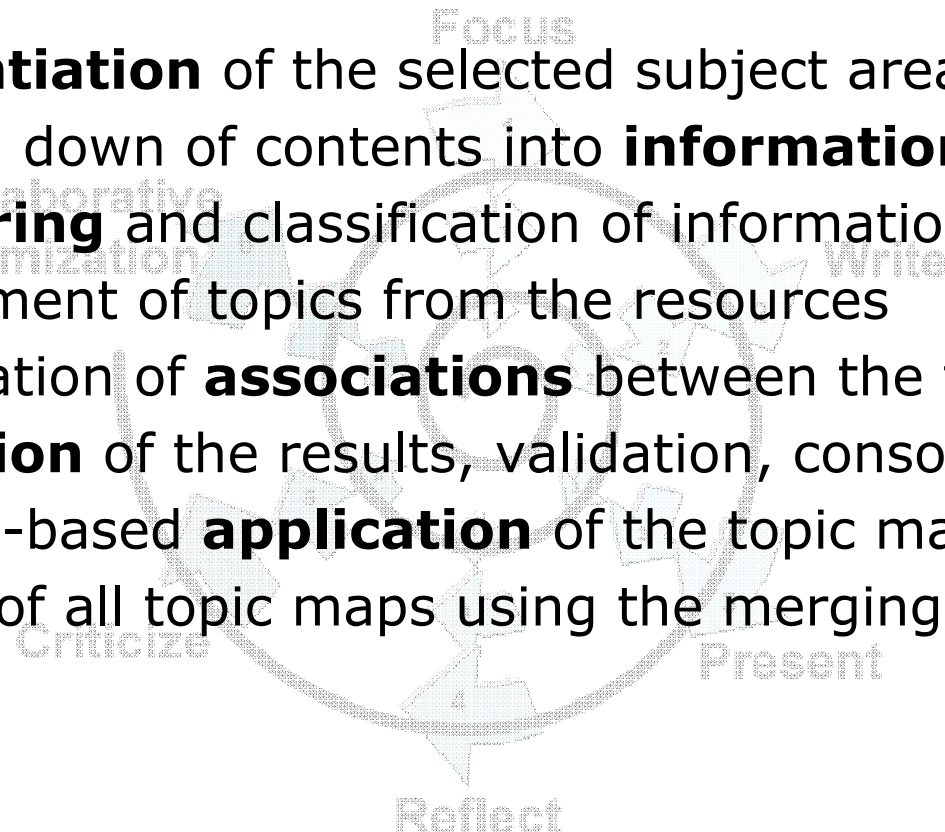 Focus
tiation of the selected subject area
down of contents into information
laborative
ring and classification of informatio
mization
Write
ment of topics from the resources
ation of associations between the
ion of the results, validation, conso
-based application of the topic ma
of all topic maps using the merging
Criticize
Present
4
Reflect